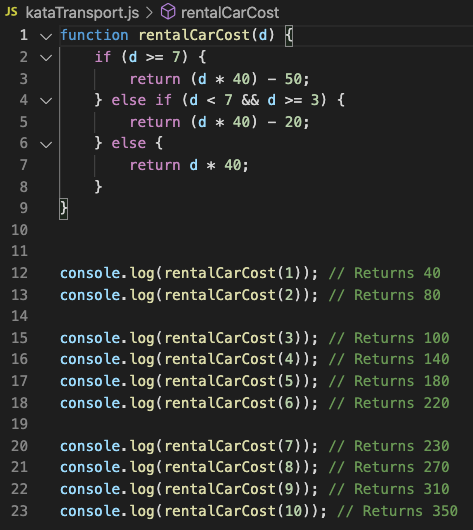 JS kataTransport.js > rentalCarCost
1 function rentalCarCost(d) {
2     if (d >= 7) {
3         return (d * 40) - 50;
4     } else if (d < 7 && d >= 3) {
5         return (d * 40) - 20;
6     } else {
7         return d * 40;
8     }
9 }
10
11
12 console.log(rentalCarCost(1)); // Returns 40
13 console.log(rentalCarCost(2)); // Returns 80
14
15 console.log(rentalCarCost(3)); // Returns 100
16 console.log(rentalCarCost(4)); // Returns 140
17 console.log(rentalCarCost(5)); // Returns 180
18 console.log(rentalCarCost(6)); // Returns 220
19
20 console.log(rentalCarCost(7)); // Returns 230
21 console.log(rentalCarCost(8)); // Returns 270
22 console.log(rentalCarCost(9)); // Returns 310
23 console.log(rentalCarCost(10)); // Returns 350